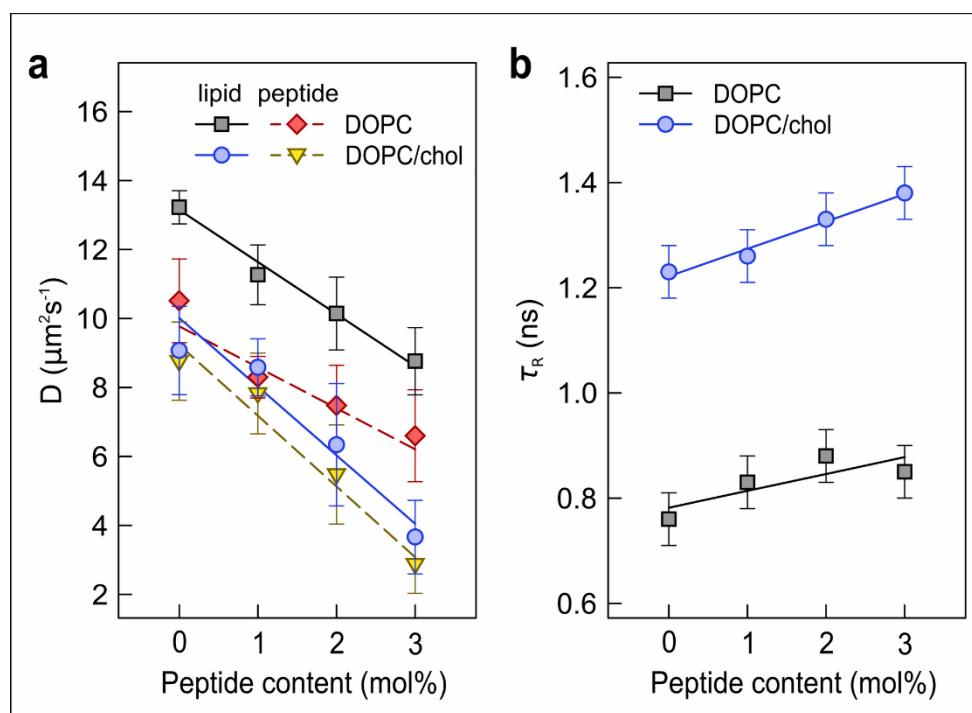 a
lipid peptide
DOPC
DOPC/chol
16
14
12
10
8
6
4
2
D (µm²s⁻¹)
0 1 2 3
Peptide content (mol%)
b
DOPC
DOPC/chol
1.6
1.4
1.2
1.0
0.8
0.6
τR (ns)
0 1 2 3
Peptide content (mol%)